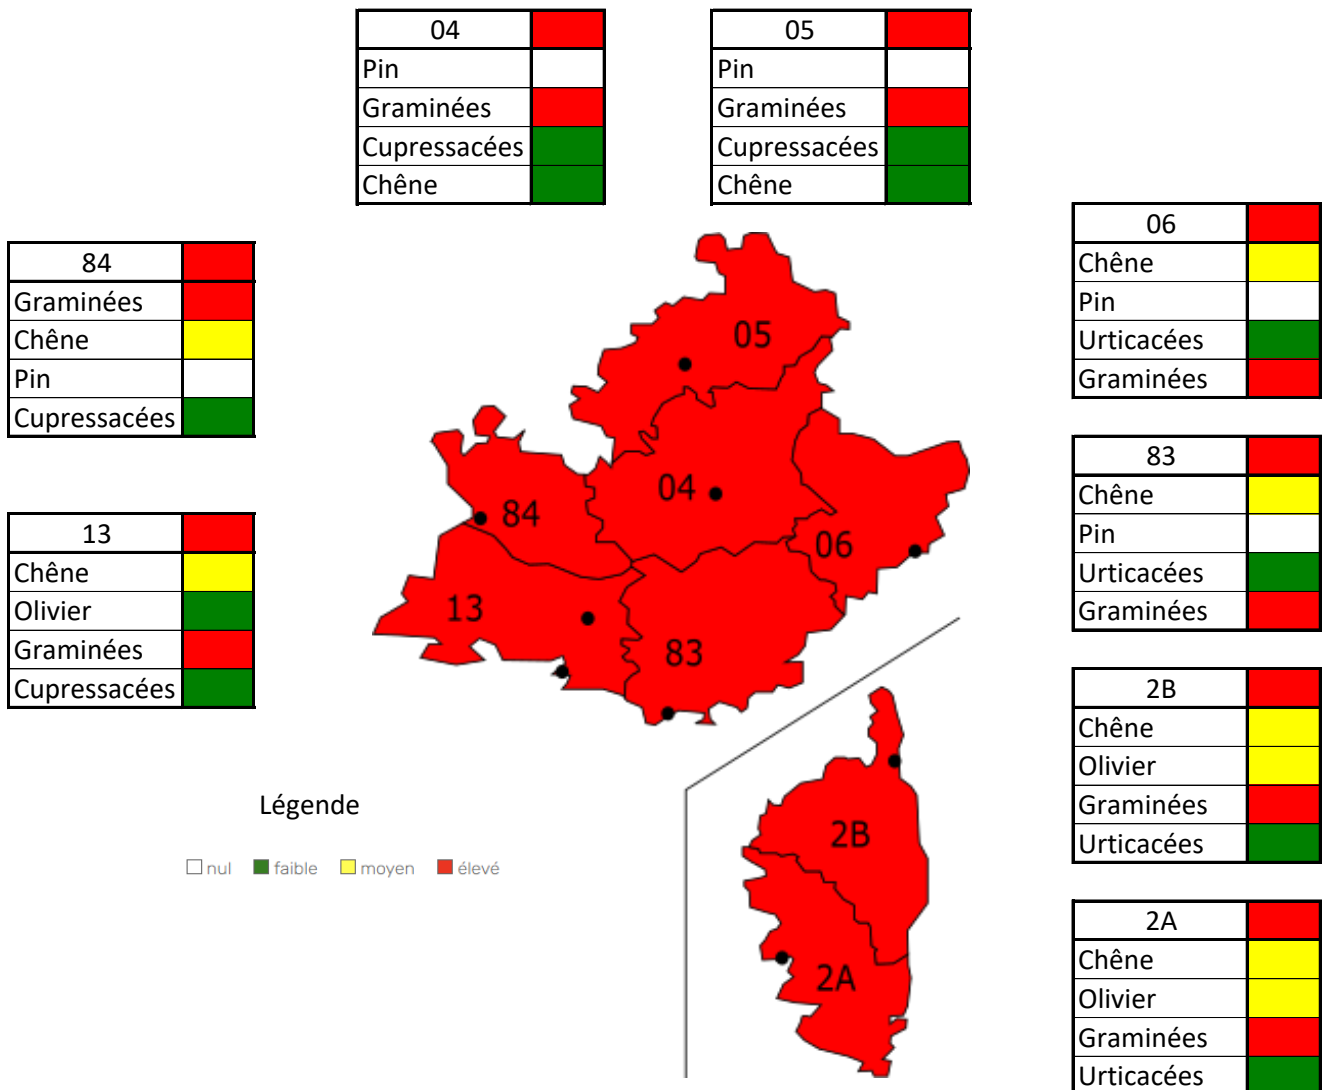 04
Pin
Graminées
Cupressacées
Chêne
05
Pin
Graminées
Cupressacées
Chêne
84
Graminées
Chêne
Pin
Cupressacées
13
Chêne
Olivier
Graminées
Cupressacées
06
Chêne
Pin
Urticacées
Graminées
83
Chêne
Pin
Urticacées
Graminées
2B
Chêne
Olivier
Graminées
Urticacées
2A
Chêne
Olivier
Graminées
Urticacées
05
04
84
06
13
83
2B
2A
Légende
nul faible moyen élevé